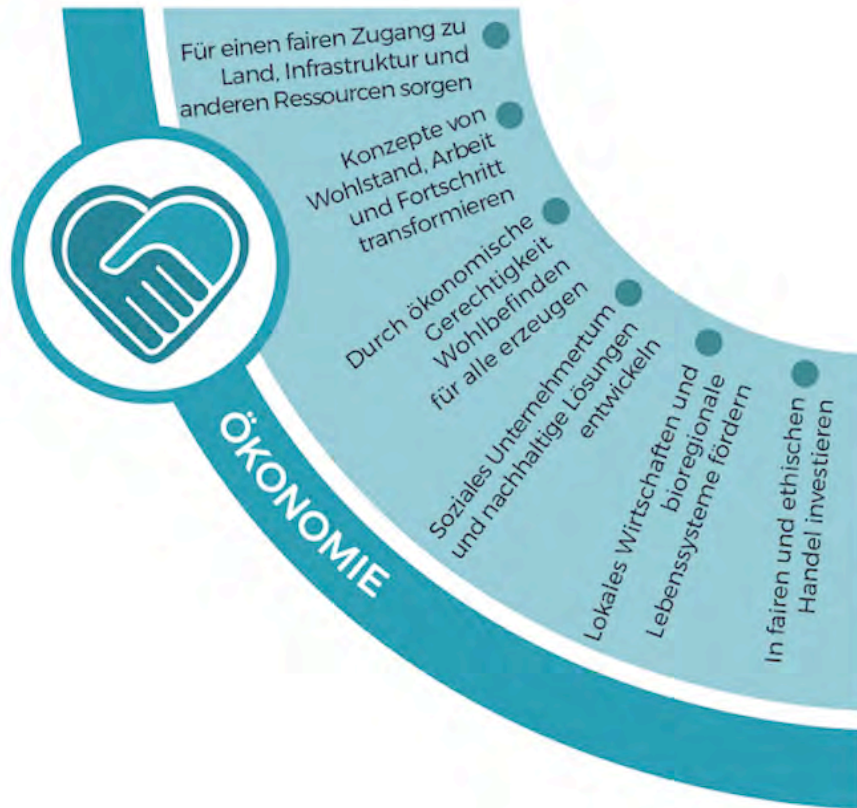 Für einen fairen Zugang zu
Land, Infrastruktur und
anderen Ressourcen sorgen
Konzepte von
Wohlstand, Arbeit
und Fortschritt
transformieren
Durch ökonomische
Gerechtigkeit
Wohlbefinden
für alle erzeugen
Soziales Unternehmertum
und nachhaltige Lösungen
entwickeln
Lokales Wirtschaften und
bioregionale
Lebenssysteme fördern
In fairen und ethischen
Handel investieren
ÖKONOMIE